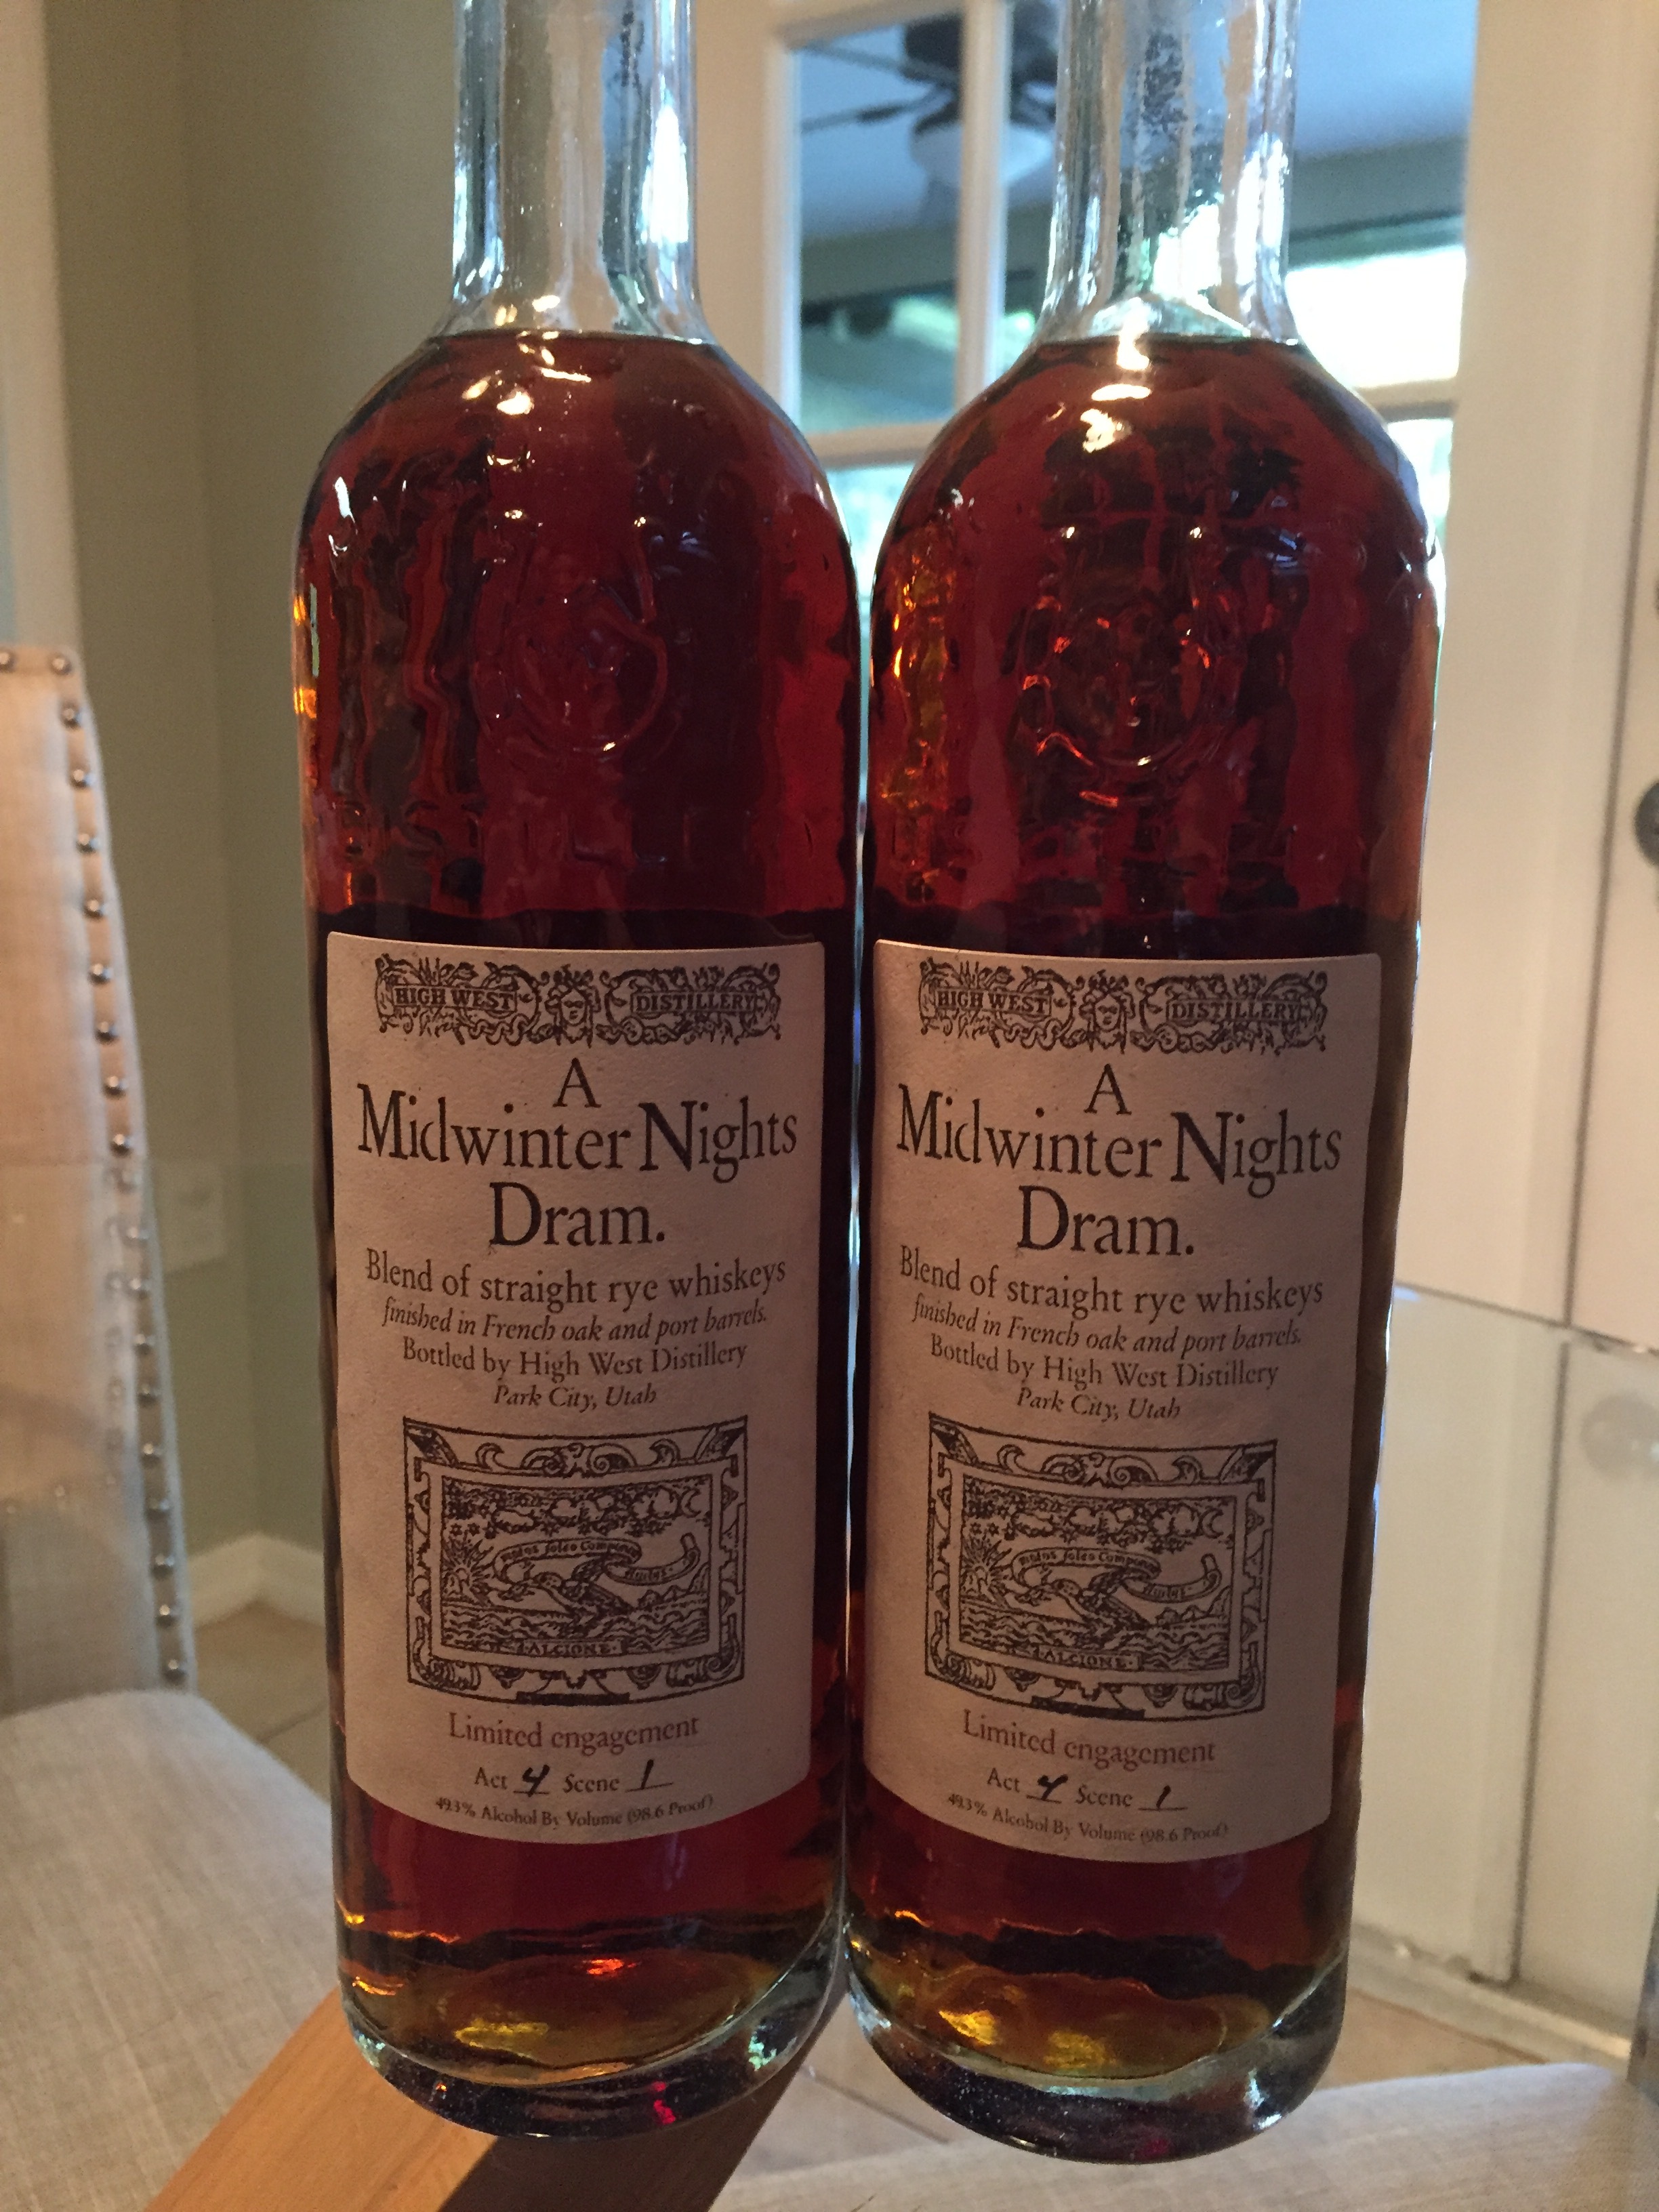 HIGH WEST DISTILLERY
A
Midwinter Nights
Dram.
Blend of straight rye whiskeys
finished in French oak and port barrels.
Bottled by High West Distillery
Park City, Utah
ALCIONE
Limited engagement
Act 4 Scene 1
49.3% Alcohol By Volume (98.6 Proof)
HIGH WEST DISTILLERY
A
Midwinter Nights
Dram.
Blend of straight rye whiskeys
finished in French oak and port barrels.
Bottled by High West Distillery
Park City, Utah
ALCIONE
Limited engagement
Act 4 Scene 1
49.3% Alcohol By Volume (98.6 Proof)